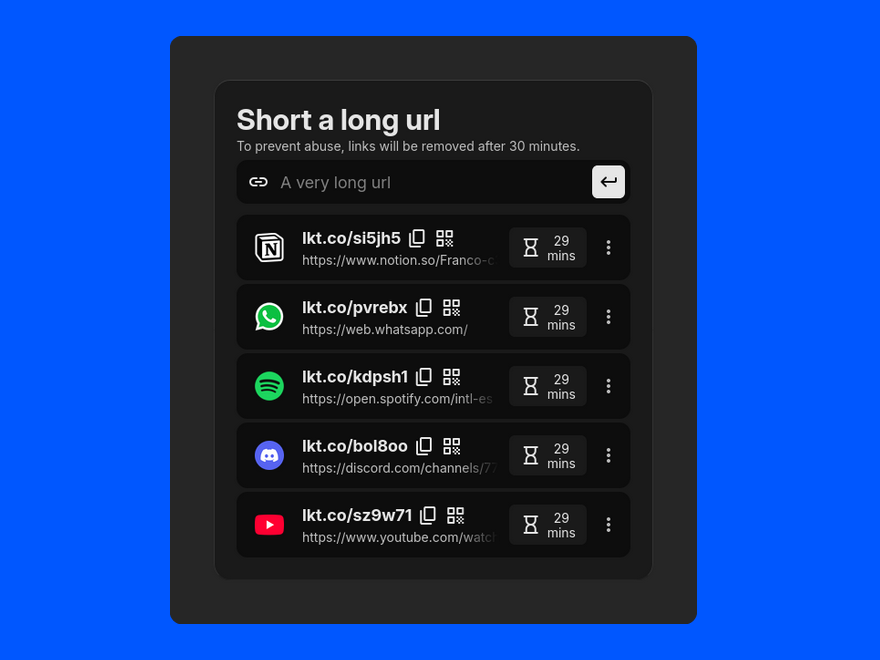 Short a long url
To prevent abuse, links will be removed after 30 minutes.
A very long url
lkt.co/si5jh5
https://www.notion.so/Franco-c
29
mins
lkt.co/pvrebx
https://web.whatsapp.com/
29
mins
lkt.co/kdpsh1
https://open.spotify.com/intl-es
29
mins
lkt.co/bol8oo
https://discord.com/channels/77
29
mins
lkt.co/sz9w71
https://www.youtube.com/watch
29
mins